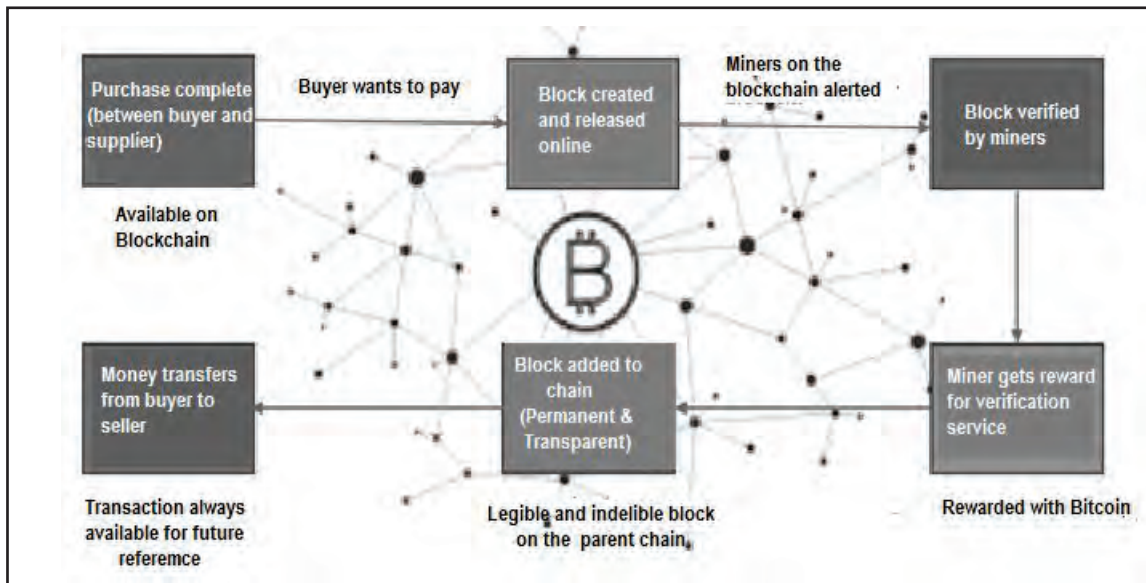 Purchase complete
(between buyer and
supplier)
Buyer wants to pay
Block created
and released
online
Miners on the
blockchain alerted
Block verified
by miners
Available on
Blockchain
Money transfers
from buyer to
seller
Block added to
chain
(Permanent &
Transparent)
Miner gets reward
for verification
service
Transaction always
available for future
referemce
Legible and indelible block
on the parent chain
Rewarded with Bitcoin